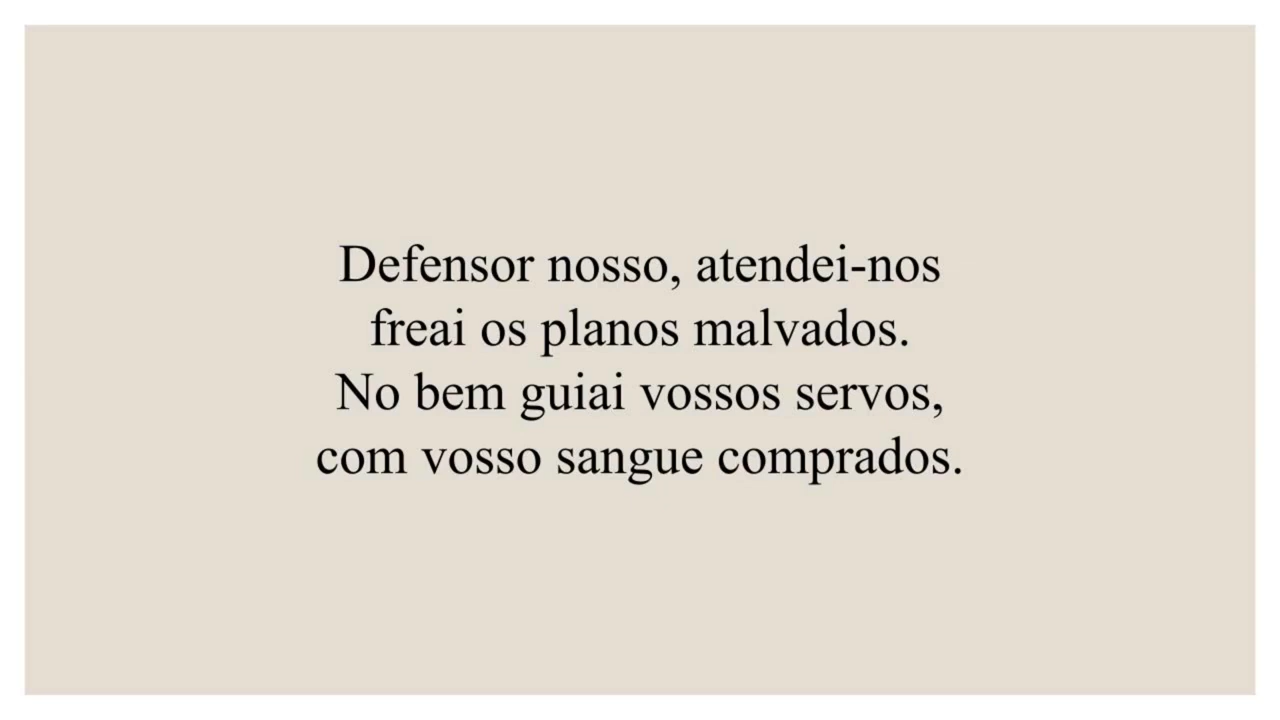 Defensor nosso, atendei-nos
freai os planos malvados.
No bem guiai vossos servos,
com vosso sangue comprados.